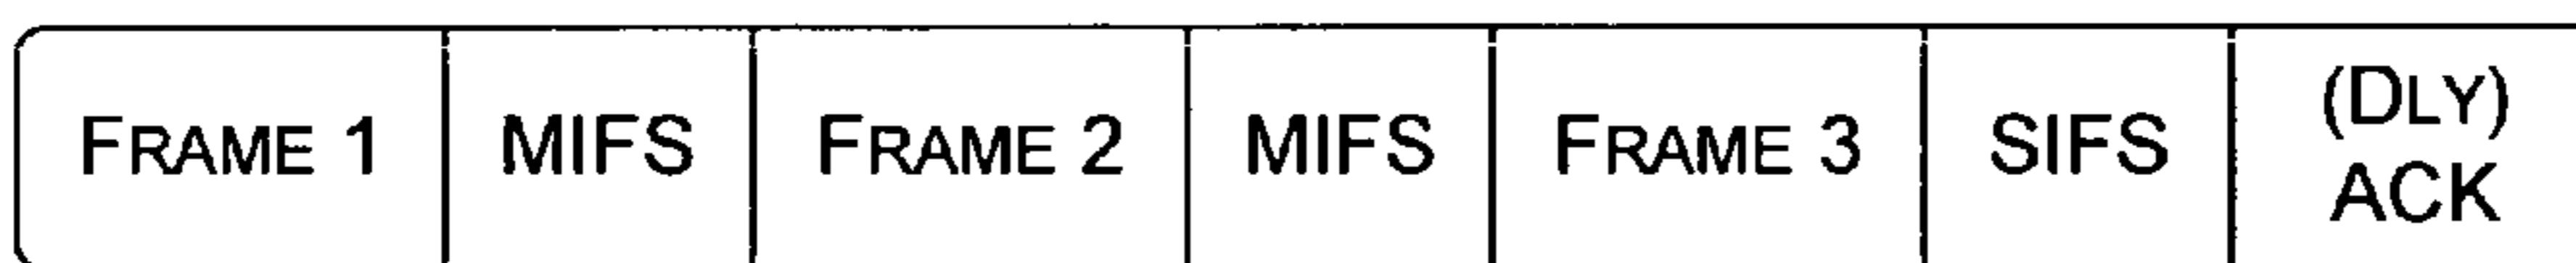 FRAME 1 MIFS FRAME 2 MIFS FRAME 3 SIFS (DLY)
ACK